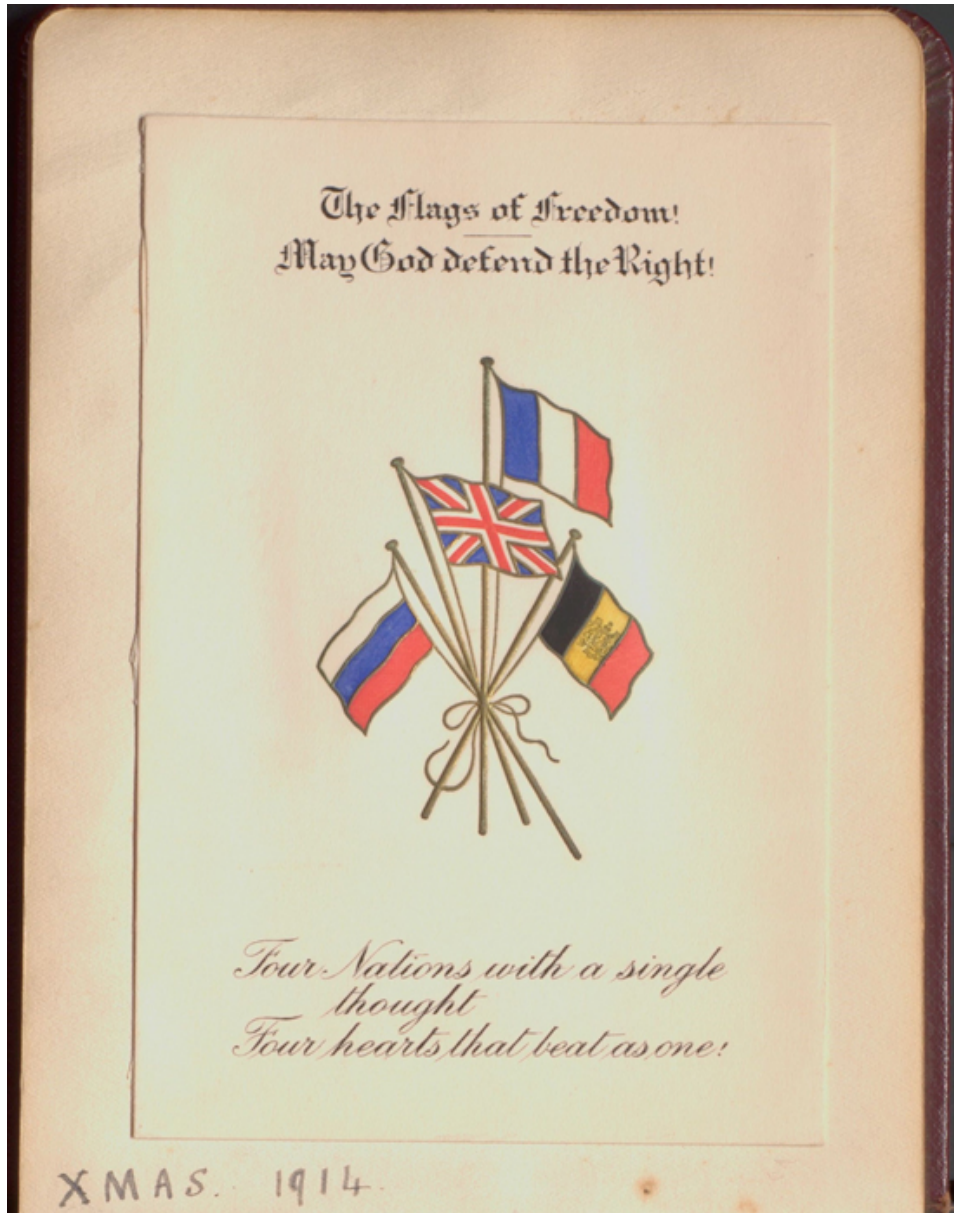 The Flags of Freedom!
May God defend the Right!
Four Nations with a single
thought
Four hearts that beat as one!
XMAS. 1914.